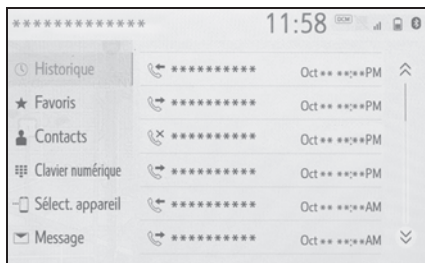 ************* 11:58 DCM
Historique ********** Oct ** **:**PM
Favoris ********** Oct ** **:**PM
Contacts ********** Oct ** **:**PM
Clavier numérique ********** Oct ** **:**PM
Sélect. appareil ********** Oct ** **:**AM
Message ********** Oct ** **:**AM